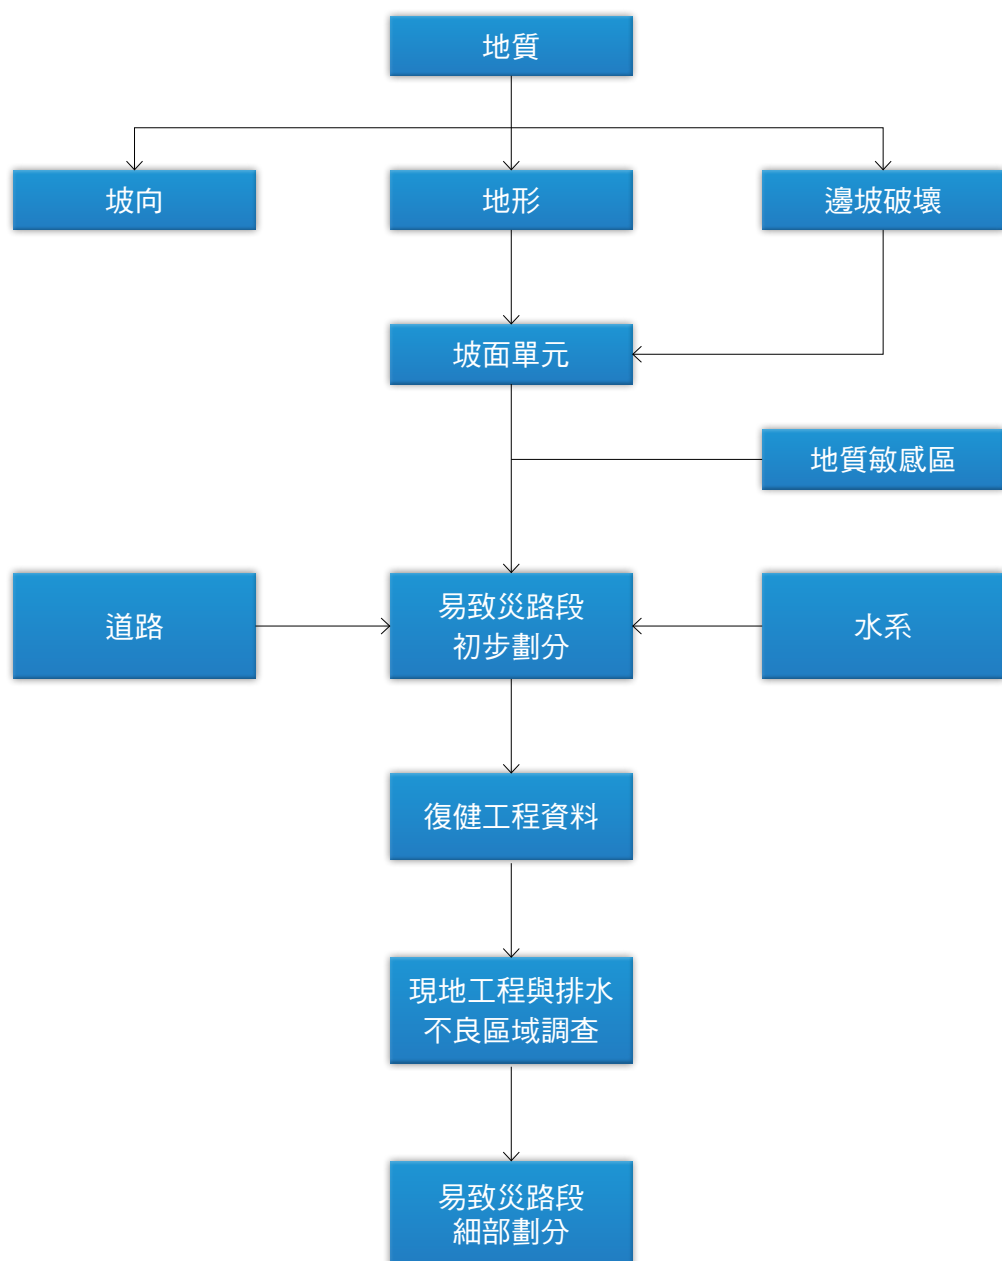 地質
坡向
地形
邊坡破壞
坡面單元
地質敏感區
道路
易致災路段
初步劃分
水系
復健工程資料
現地工程與排水
不良區域調查
易致災路段
細部劃分